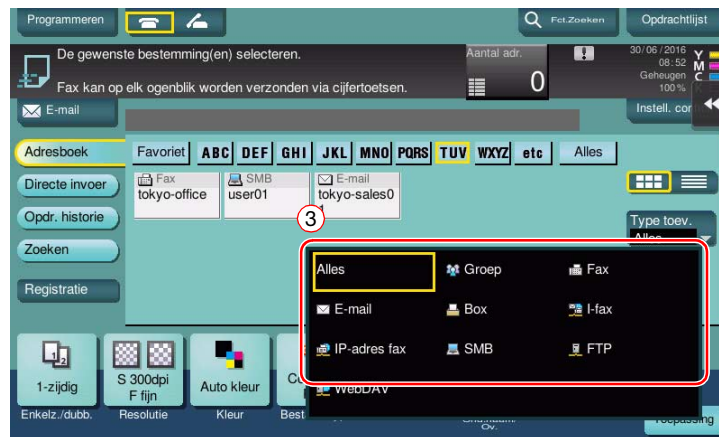 Programmeren
Fct.Zoeken
Opdrachtlijst
De gewenste bestemming(en) selecteren.
Fax kan op elk ogenblik worden verzonden via cijfertoetsen.
Aantal adr.
0
30/06/2016
08:52
Geheugen
100 %
Y
M
C
K
E-mail
Instell. con
Adresboek
Favoriet
ABC
DEF
GHI
JKL
MNO
PQRS
TUV
WXYZ
etc
Alles
Directe invoer
Opdr. historie
Zoeken
Registratie
Fax
tokyo-office
SMB
user01
E-mail
tokyo-sales0
1
Type toev.
Alles
3
Alles
Groep
Fax
E-mail
Box
I-fax
IP-adres fax
SMB
FTP
WebDAV
1-zijdig
S 300dpi
F fijn
Auto kleur
Enkelz./dubb.
Resolutie
Kleur
Best
Ov.
Toepassing